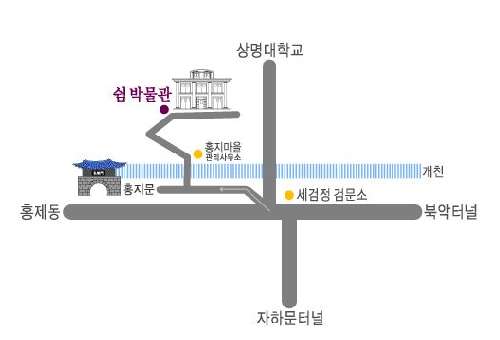 상명대학교
쉼박물관
홍지마을
관리사무소
개천
홍지문
세검정 검문소
홍제동
북악터널
자하문터널